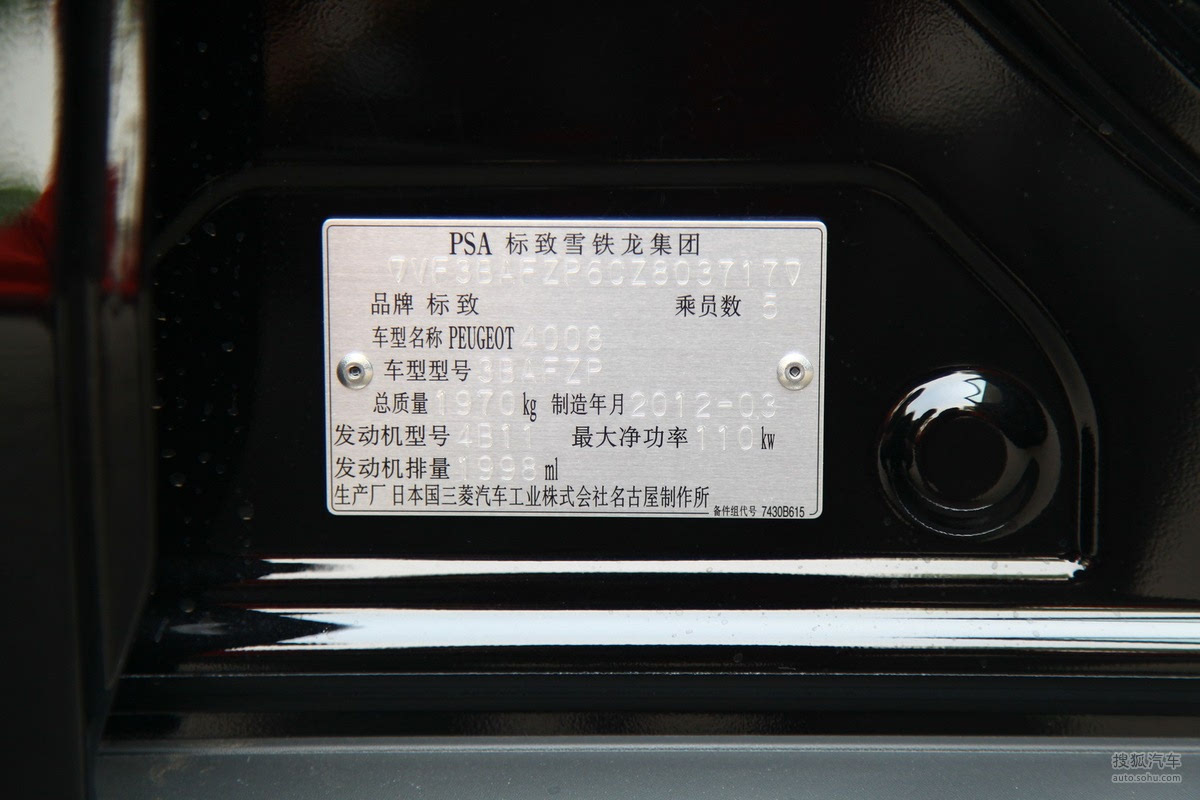 PSA 标致雪铁龙集团
▽VF3BAFZP6CZ803717▽
品牌 标致 乘员数 5
车型名称 PEUGEOT 4008
车型型号 3BAFZP
总质量 1970 kg 制造年月 2012-03
发动机型号 4B11 最大净功率 110 kw
发动机排量 1998 ml
生产厂 日本国三菱汽车工业株式会社名古屋制作所
备件组代号 7430B615
搜狐汽车
auto.sohu.com